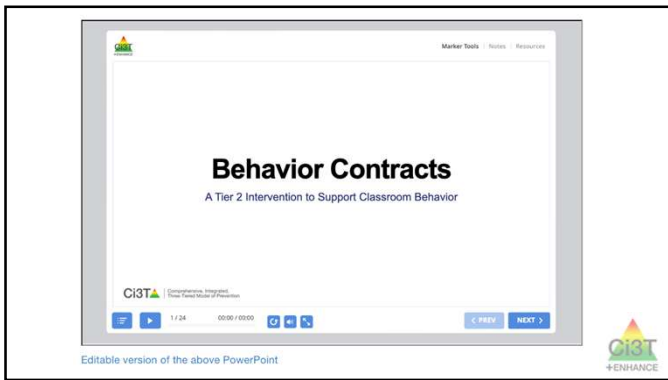 Ci3T
+ENHANCE
Marker Tools | Notes | Resources
Behavior Contracts
A Tier 2 Intervention to Support Classroom Behavior
Ci3T
Comprehensive, Integrated,
Three-Tiered Model of Prevention
1 / 24 00:00 / 00:00
< PREV NEXT >
Editable version of the above PowerPoint
Ci3T
+ENHANCE